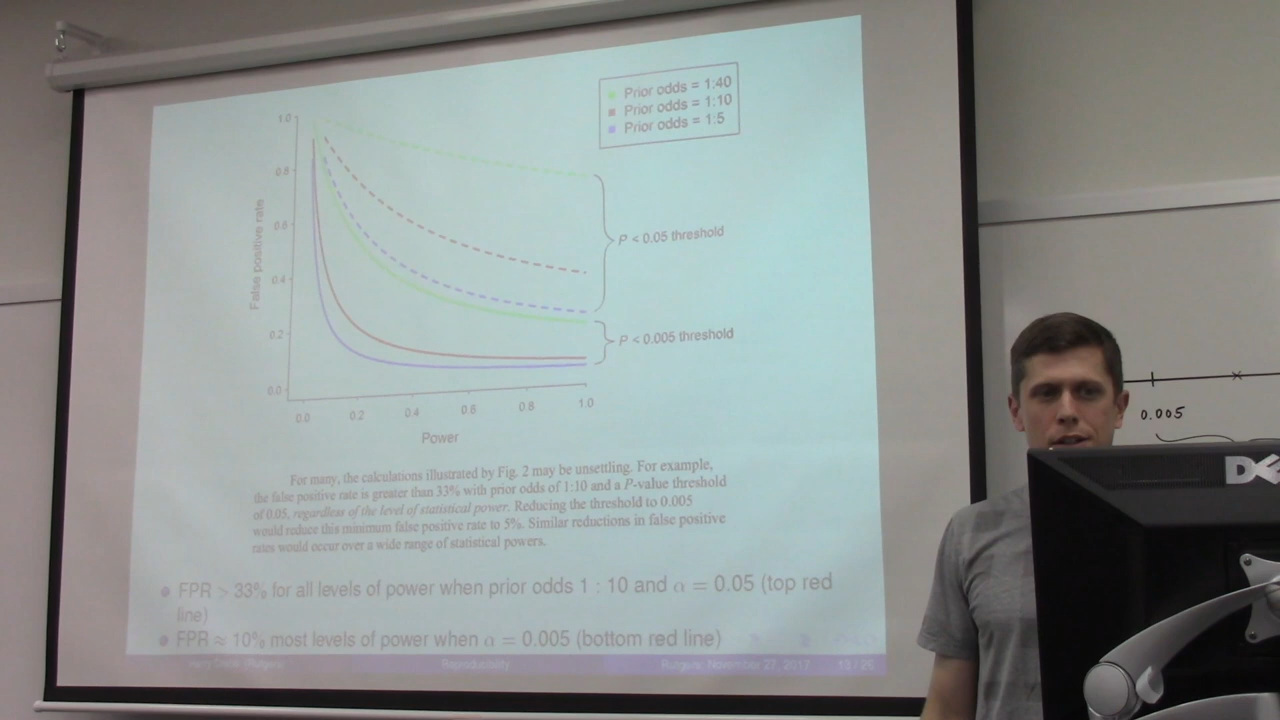 Prior odds = 1:40
Prior odds = 1:10
Prior odds = 1:5
1.0
0.8
0.6
0.4
0.2
0.0
False positive rate
P < 0.05 threshold
P < 0.005 threshold
0.0 0.2 0.4 0.6 0.8 1.0
Power
For many, the calculations illustrated by Fig. 2 may be unsettling. For example,
the false positive rate is greater than 33% with prior odds of 1:10 and a P-value threshold
of 0.05, regardless of the level of statistical power. Reducing the threshold to 0.005
would reduce this minimum false positive rate to 5%. Similar reductions in false positive
rates would occur over a wide range of statistical powers.
FPR > 33% for all levels of power when prior odds 1 : 10 and α = 0.05 (top red
line)
FPR ≈ 10% most levels of power when α = 0.005 (bottom red line)
(Rutgers) Reproducibility Rutgers, November 27, 2017 / 25
0.005